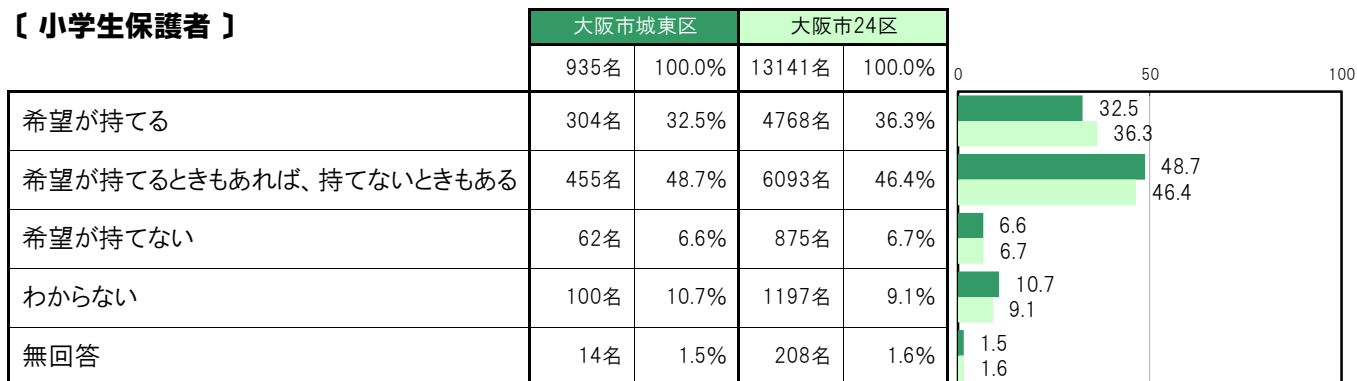 〔 小学生保護者 〕
大阪市城東区 大阪市24区
935名 100.0% 13141名 100.0%
0 50 100
希望が持てる 304名 32.5% 4768名 36.3%
32.5
36.3
希望が持てるときもあれば、持てないときもある 455名 48.7% 6093名 46.4%
48.7
46.4
希望が持てない 62名 6.6% 875名 6.7%
6.6
6.7
わからない 100名 10.7% 1197名 9.1%
10.7
9.1
無回答 14名 1.5% 208名 1.6%
1.5
1.6